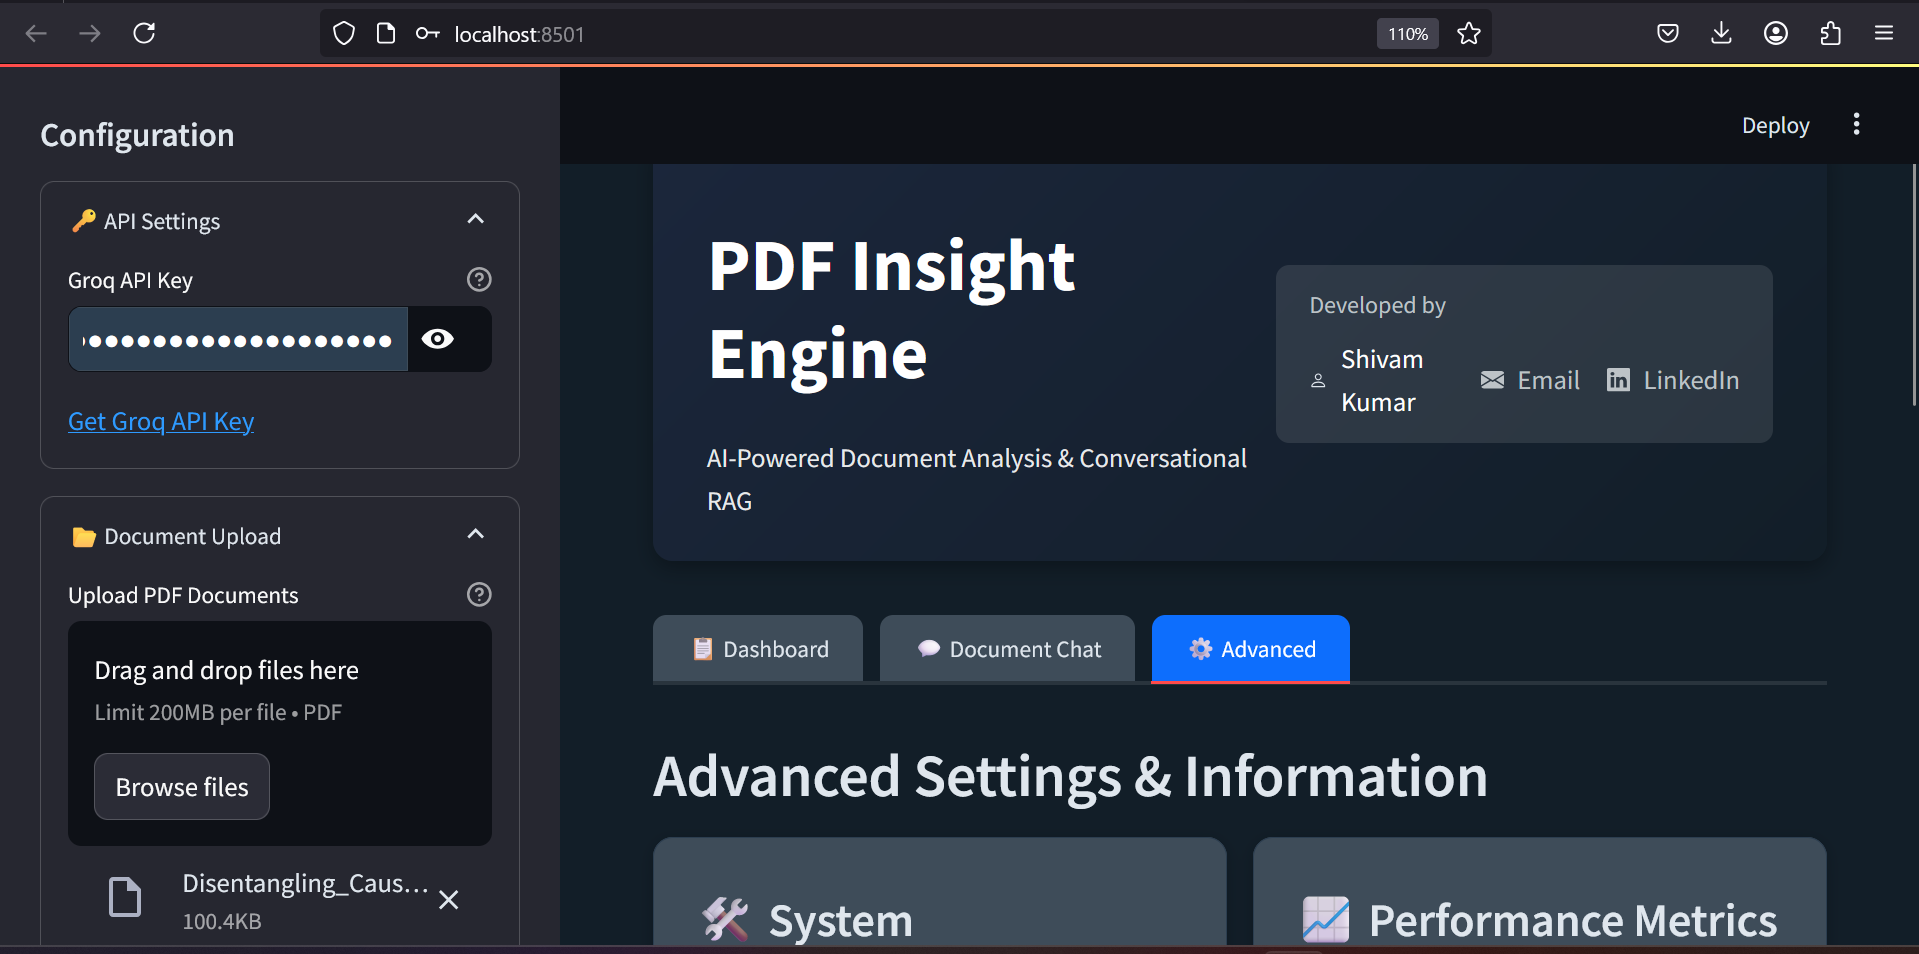 localhost:8501
110%
Configuration
API Settings
Groq API Key
Get Groq API Key
Document Upload
Upload PDF Documents
Drag and drop files here
Limit 200MB per file • PDF
Browse files
Disentangling_Caus...
100.4KB
Deploy
PDF Insight
Engine
AI-Powered Document Analysis & Conversational
RAG
Developed by
Shivam
Kumar
Email
LinkedIn
Dashboard
Document Chat
Advanced
Advanced Settings & Information
System
Performance Metrics